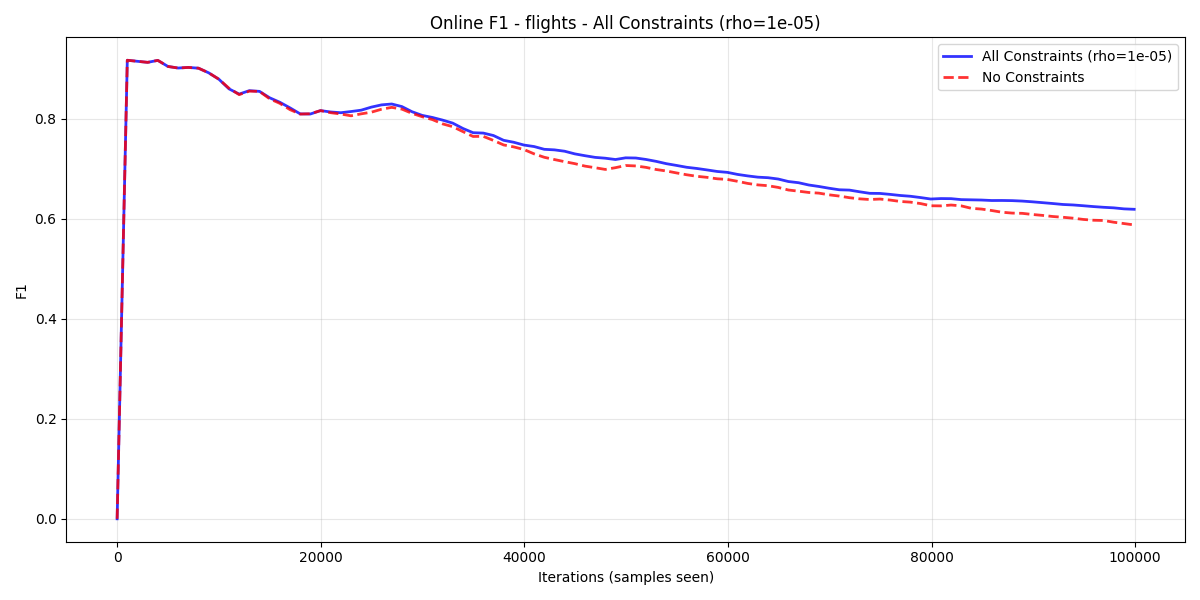 Online F1 - flights - All Constraints (rho=1e-05)
All Constraints (rho=1e-05)
No Constraints
F1
0.8
0.6
0.4
0.2
0.0
0 20000 40000 60000 80000 100000
Iterations (samples seen)